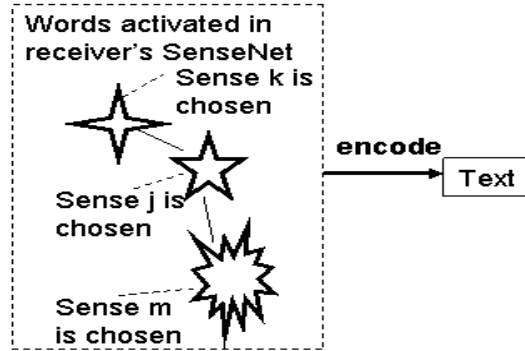 Words activated in
receiver's SenseNet
Sense k is
chosen
encode
Text
Sense j is
chosen
Sense m
is chosen